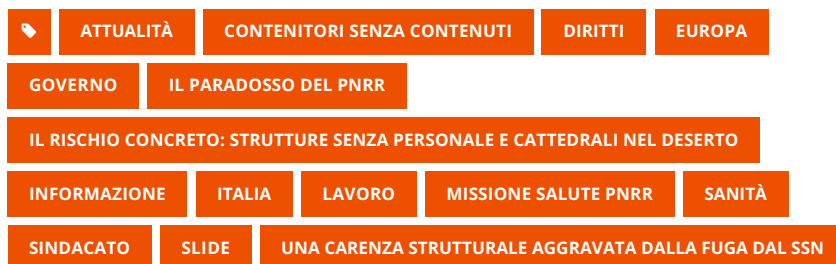 ATTUALITÀ CONTENITORI SENZA CONTENUTI DIRITTI EUROPA
GOVERNO IL PARADOSSO DEL PNRR
IL RISCHIO CONCRETO: STRUTTURE SENZA PERSONALE E CATTEDRALI NEL DESERTO
INFORMAZIONE ITALIA LAVORO MISSIONE SALUTE PNRR SANITÀ
SINDACATO SLIDE UNA CARENZA STRUTTURALE AGGRAVATA DALLA FUGA DAL SSN